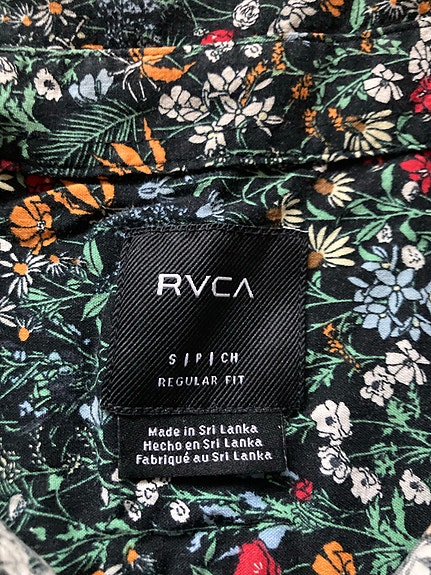 RVCA
S | P | CH
REGULAR FIT
Made in Sri Lanka
Hecho en Sri Lanka
Fabriqué au Sri Lanka